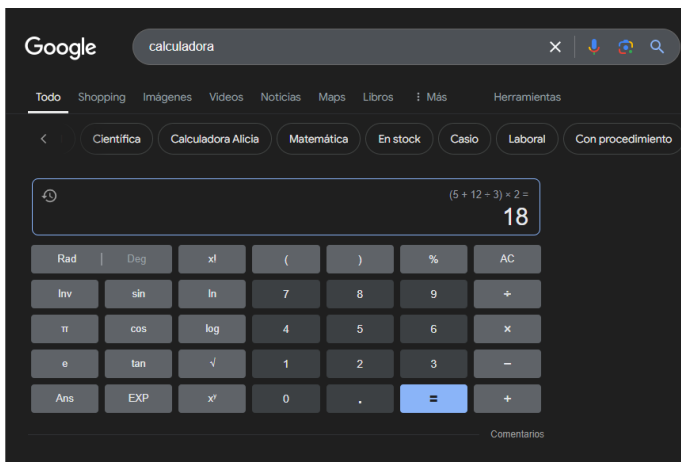 Google calculadora
Todo Shopping Imágenes Videos Noticias Maps Libros ⋮ Más Herramientas
Científica Calculadora Alicia Matemática En stock Casio Laboral Con procedimiento
(5 + 12 ÷ 3) × 2 =
18
Rad | Deg x! ( ) % AC
Inv sin ln 7 8 9 ÷
π cos log 4 5 6 ×
e tan √ 1 2 3 −
Ans EXP xʸ 0 . = +
Comentarios